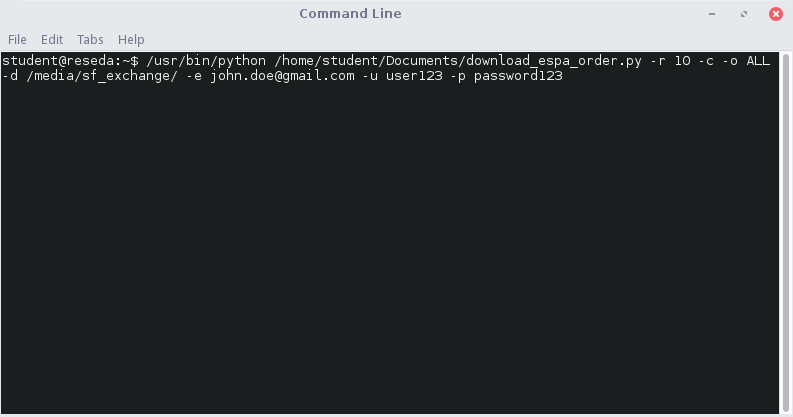 Command Line
File Edit Tabs Help
student@reseda:~$ /usr/bin/python /home/student/Documents/download_espa_order.py -r 10 -c -o ALL
-d /media/sf_exchange/ -e john.doe@gmail.com -u user123 -p password123